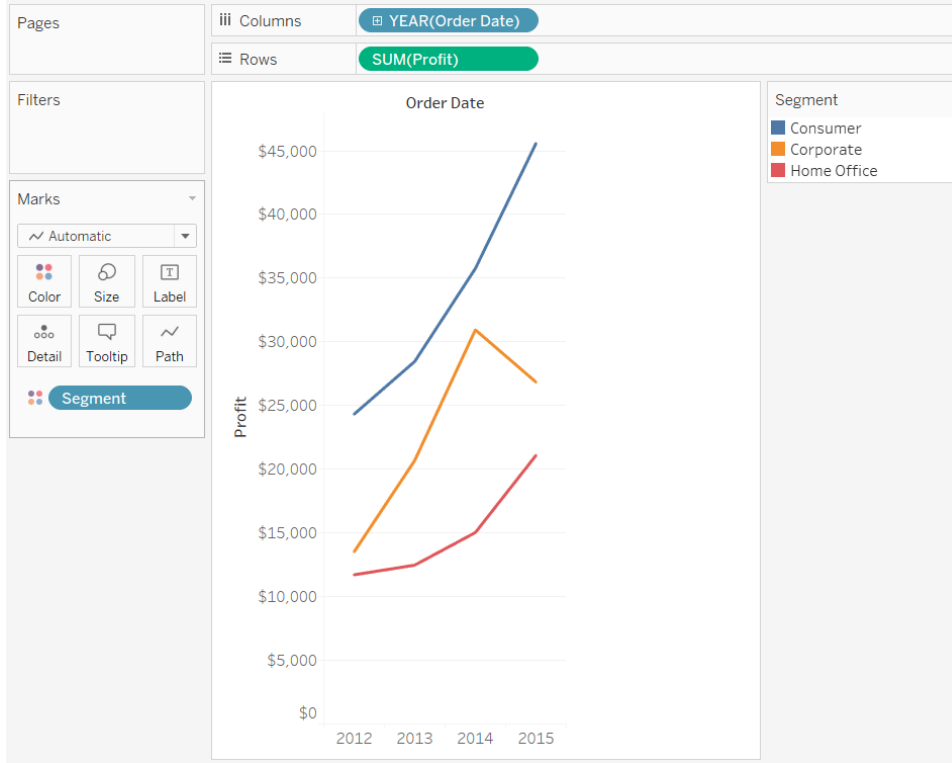 Pages
Columns
YEAR(Order Date)
Rows
SUM(Profit)
Filters
Marks
Automatic
Color
Size
T
Label
Detail
Tooltip
Path
Segment
Order Date
Profit
$45,000
$40,000
$35,000
$30,000
$25,000
$20,000
$15,000
$10,000
$5,000
$0
2012 2013 2014 2015
Segment
Consumer
Corporate
Home Office